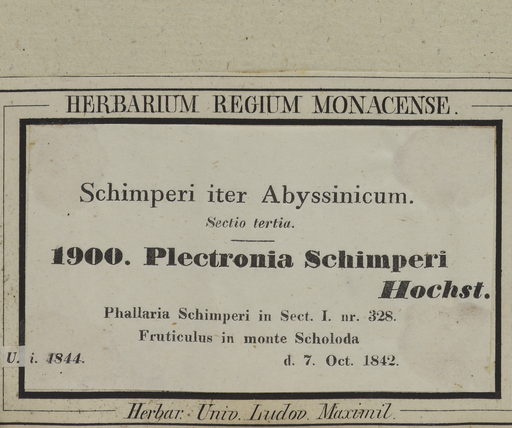 HERBARIUM REGIUM MONACENSE.
Schimperi iter Abyssinicum.
Sectio tertia.
1900. Plectronia Schimperi
Hochst.
Phallaria Schimperi in Sect. I. nr. 328.
Fruticulus in monte Scholoda
U. i. 1844. d. 7. Oct. 1842.
Herbar. Univ. Ludov. Maximil.